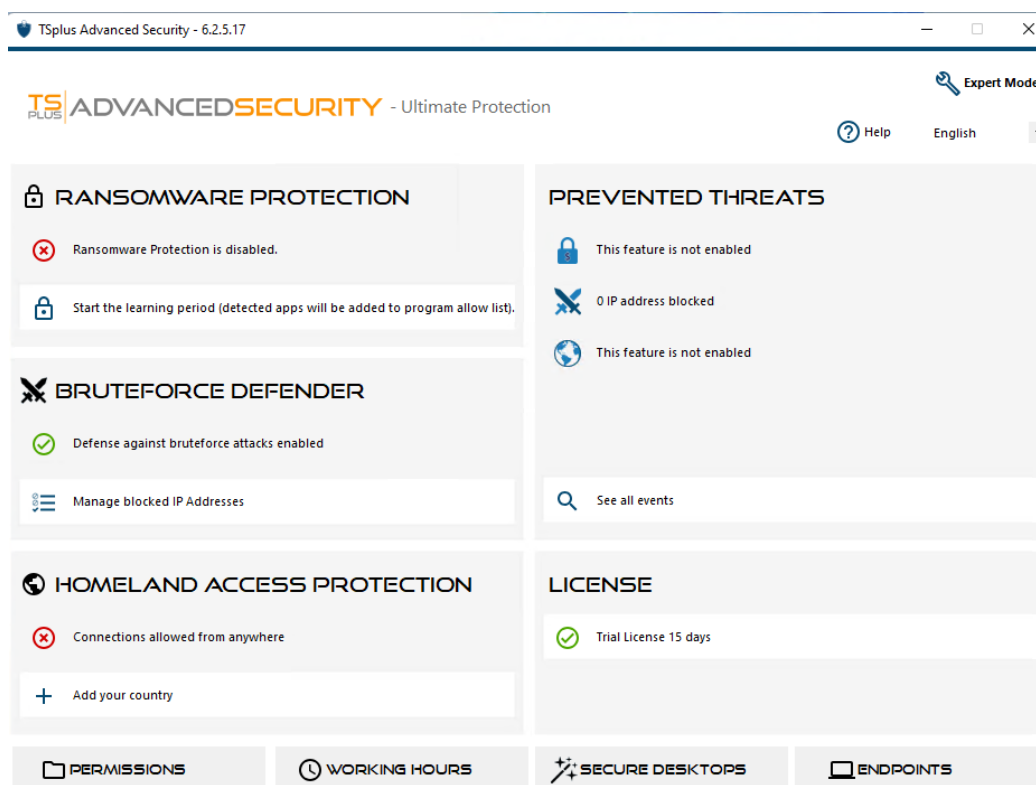 TSplus Advanced Security - 6.2.5.17
Expert Mode
TS PLUS ADVANCEDSECURITY - Ultimate Protection
Help
English
RANSOMWARE PROTECTION
Ransomware Protection is disabled.
Start the learning period (detected apps will be added to program allow list).
BRUTEFORCE DEFENDER
Defense against bruteforce attacks enabled
Manage blocked IP Addresses
HOMELAND ACCESS PROTECTION
Connections allowed from anywhere
Add your country
PREVENTED THREATS
This feature is not enabled
0 IP address blocked
This feature is not enabled
See all events
LICENSE
Trial License 15 days
PERMISSIONS
WORKING HOURS
SECURE DESKTOPS
ENDPOINTS